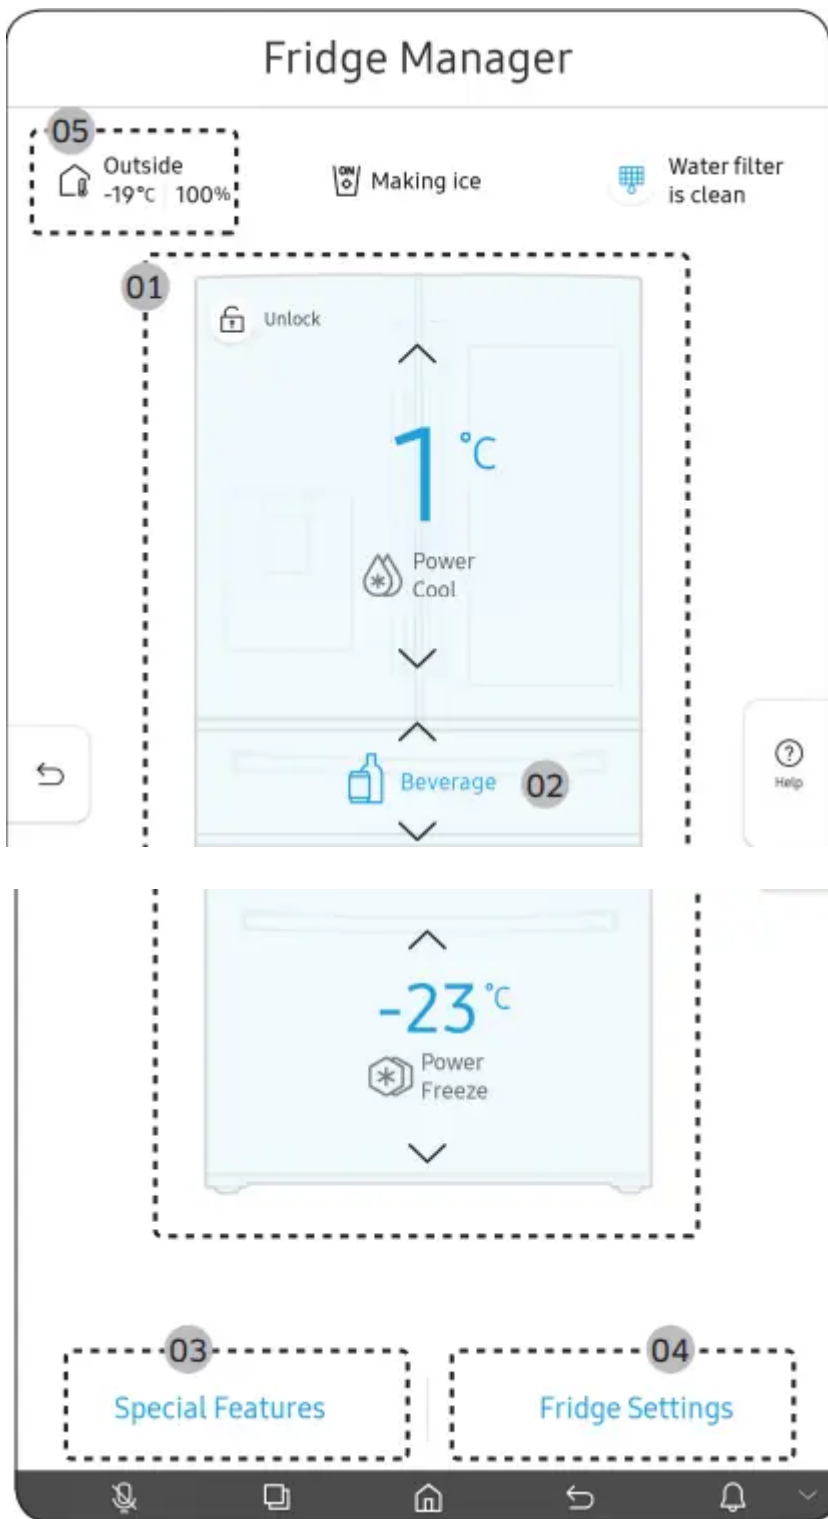 Fridge Manager
05
Outside
-19°C 100%
ON
Making ice
Water filter
is clean
01
Unlock
1 °C
Power
Cool
Beverage 02
?
Help
-23 °C
Power
Freeze
03
04
Special Features
Fridge Settings